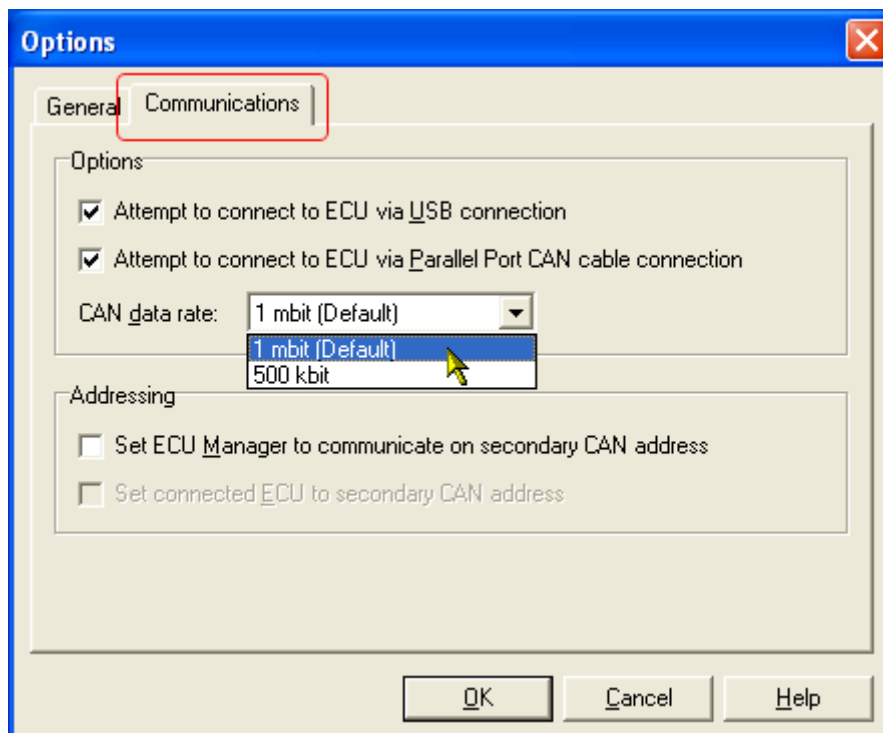 Options
General
Communications
Options
Attempt to connect to ECU via USB connection
Attempt to connect to ECU via Parallel Port CAN cable connection
CAN data rate: 1 mbit (Default)
1 mbit (Default)
500 kbit
Addressing
Set ECU Manager to communicate on secondary CAN address
Set connected ECU to secondary CAN address
OK Cancel Help